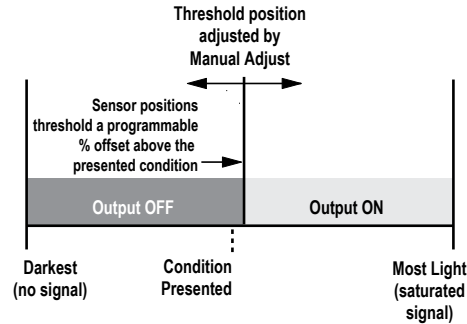 Threshold position
adjusted by
Manual Adjust
Sensor positions
threshold a programmable
% offset above the
presented condition
Output OFF
Output ON
Darkest
(no signal)
Condition
Presented
Most Light
(saturated
signal)